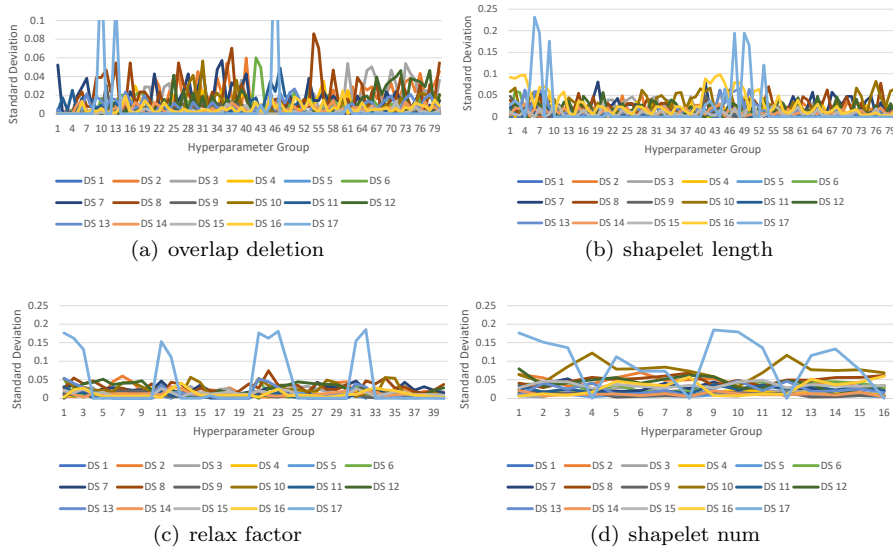 0.1
0.08
0.06
0.04
0.02
0
Standard Deviation
1 4 7 10 13 16 19 22 25 28 31 34 37 40 43 46 49 52 55 58 61 64 67 70 73 76 79
Hyperparameter Group
DS 1 DS 2 DS 3 DS 4 DS 5 DS 6
DS 7 DS 8 DS 9 DS 10 DS 11 DS 12
DS 13 DS 14 DS 15 DS 16 DS 17
(a) overlap deletion
0.25
0.2
0.15
0.1
0.05
0
Standard Deviation
1 4 7 10 13 16 19 22 25 28 31 34 37 40 43 46 49 52 55 58 61 64 67 70 73 76 79
Hyperparameter Group
DS 1 DS 2 DS 3 DS 4 DS 5 DS 6
DS 7 DS 8 DS 9 DS 10 DS 11 DS 12
DS 13 DS 14 DS 15 DS 16 DS 17
(b) shapelet length
0.25
0.2
0.15
0.1
0.05
0
Standard Deviation
1 3 5 7 9 11 13 15 17 19 21 23 25 27 29 31 33 35 37 39
Hyperparameter Group
DS 1 DS 2 DS 3 DS 4 DS 5 DS 6
DS 7 DS 8 DS 9 DS 10 DS 11 DS 12
DS 13 DS 14 DS 15 DS 16 DS 17
(c) relax factor
0.25
0.2
0.15
0.1
0.05
0
Standard Deviation
1 2 3 4 5 6 7 8 9 10 11 12 13 14 15 16
Hyperparameter Group
DS 1 DS 2 DS 3 DS 4 DS 5 DS 6
DS 7 DS 8 DS 9 DS 10 DS 11 DS 12
DS 13 DS 14 DS 15 DS 16 DS 17
(d) shapelet num